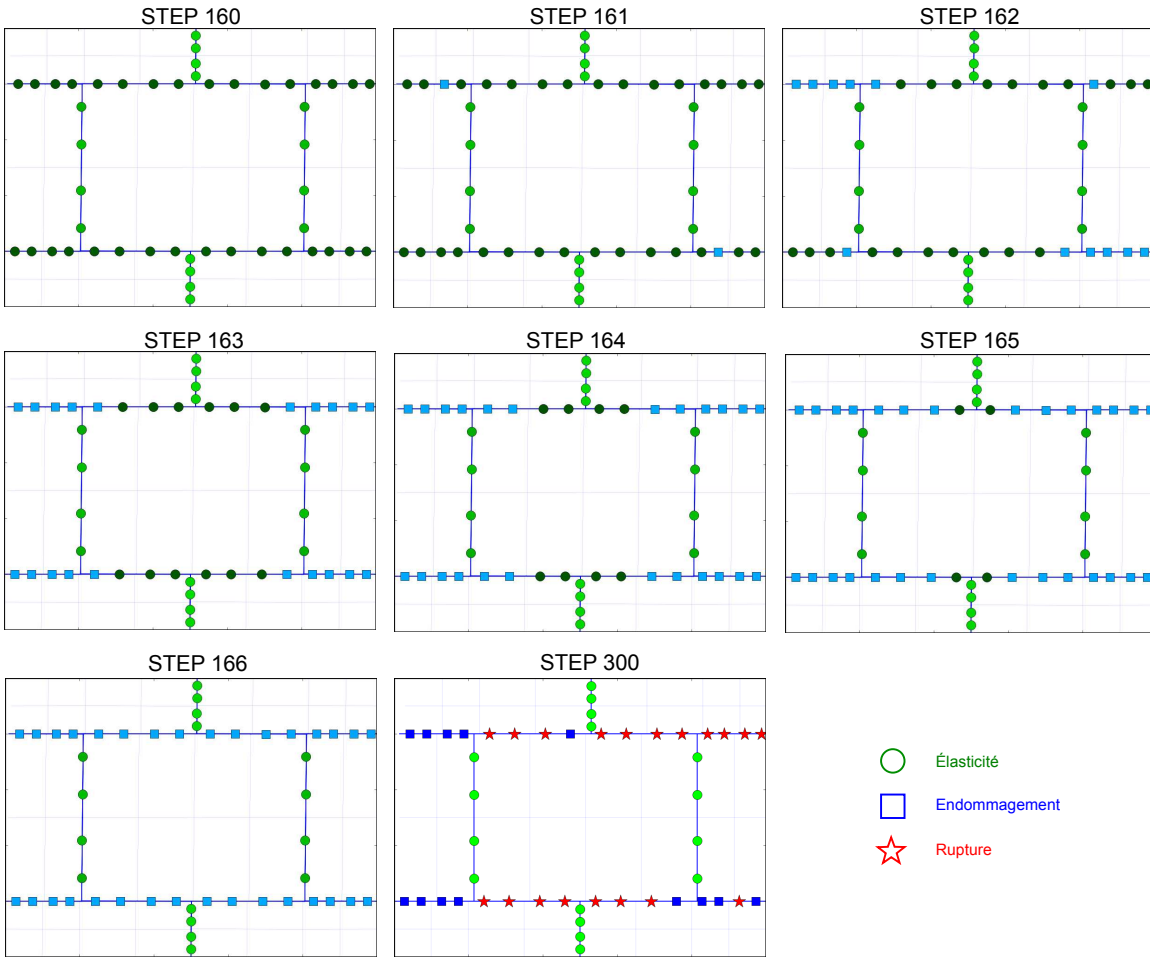 STEP 160
STEP 161
STEP 162
STEP 163
STEP 164
STEP 165
STEP 166
STEP 300
Élasticité
Endommagement
Rupture